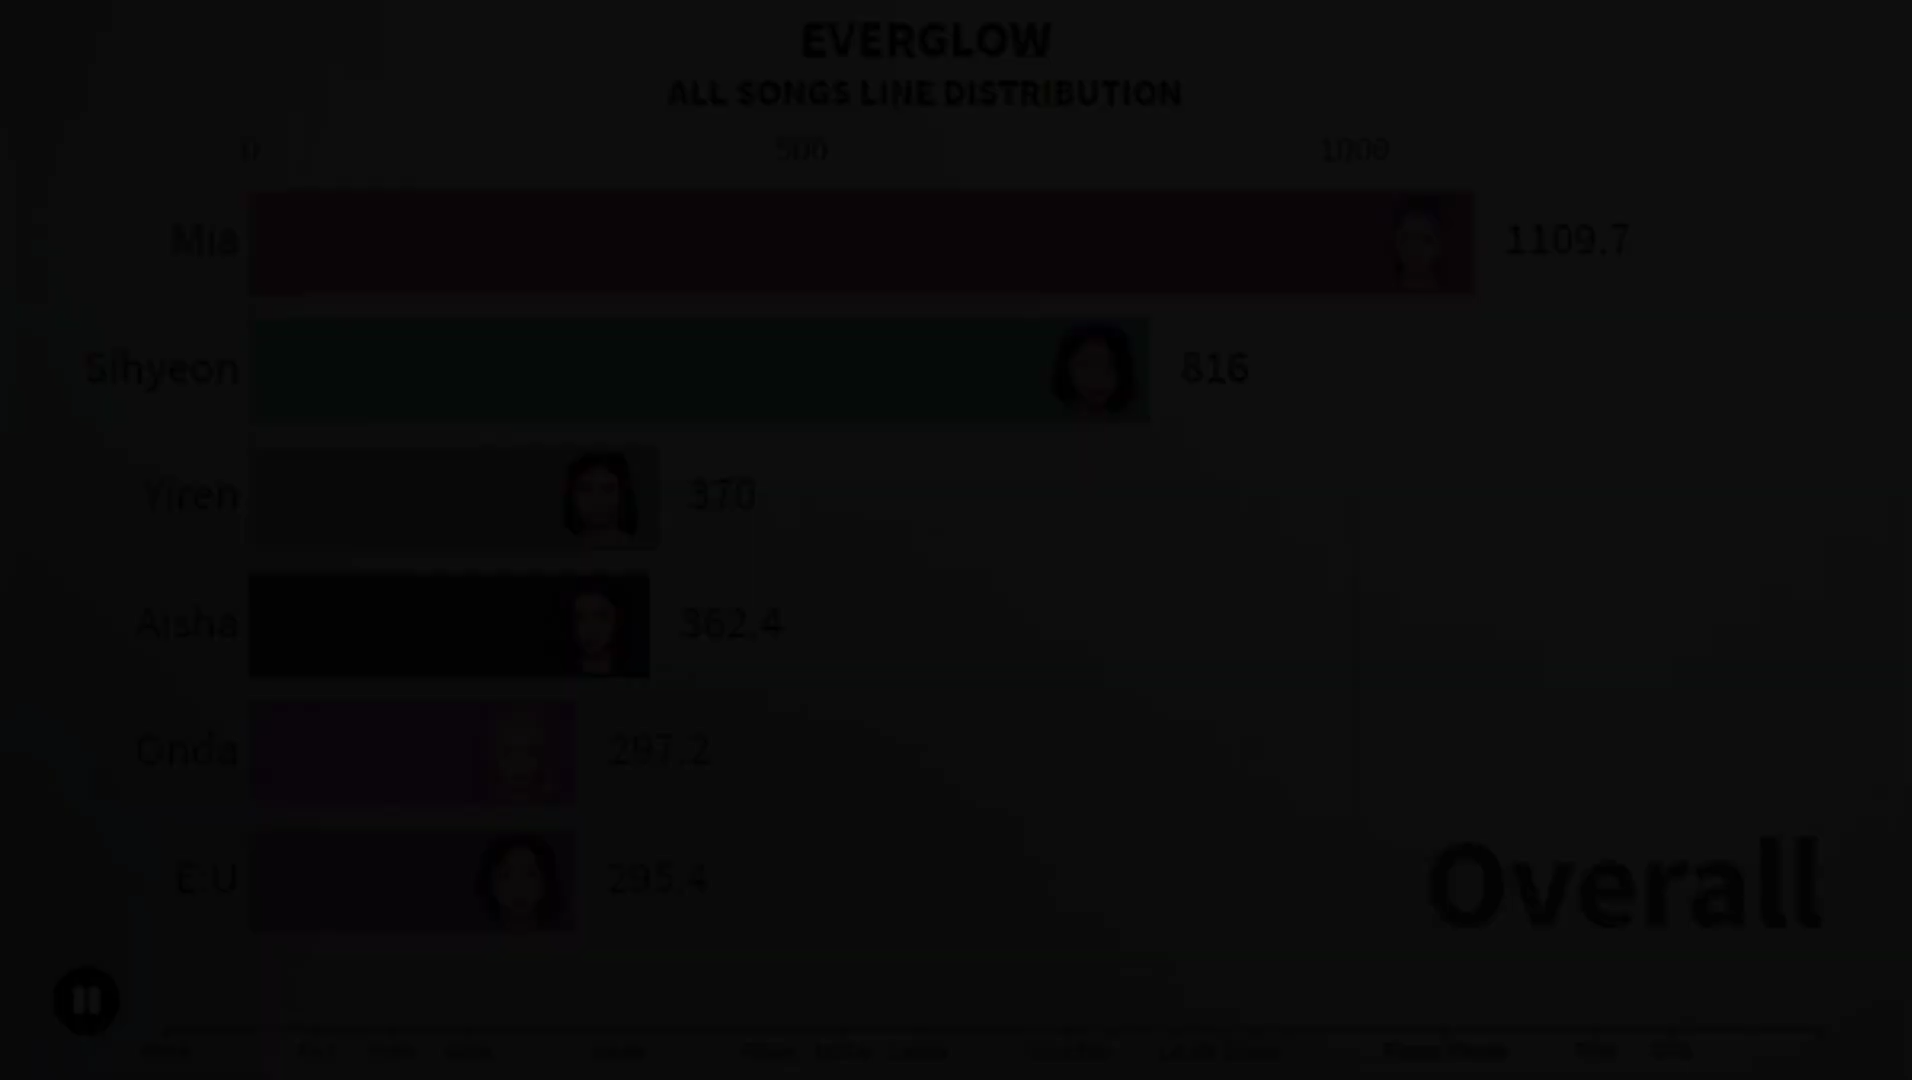 EVERGLOW
ALL SONGS LINE DISTRIBUTION
0 500 1000
Mia 1109.7
Sihyeon 816
Yiren 370
Aisha 362.4
Onda 297.2
E:U 295.4
Overall